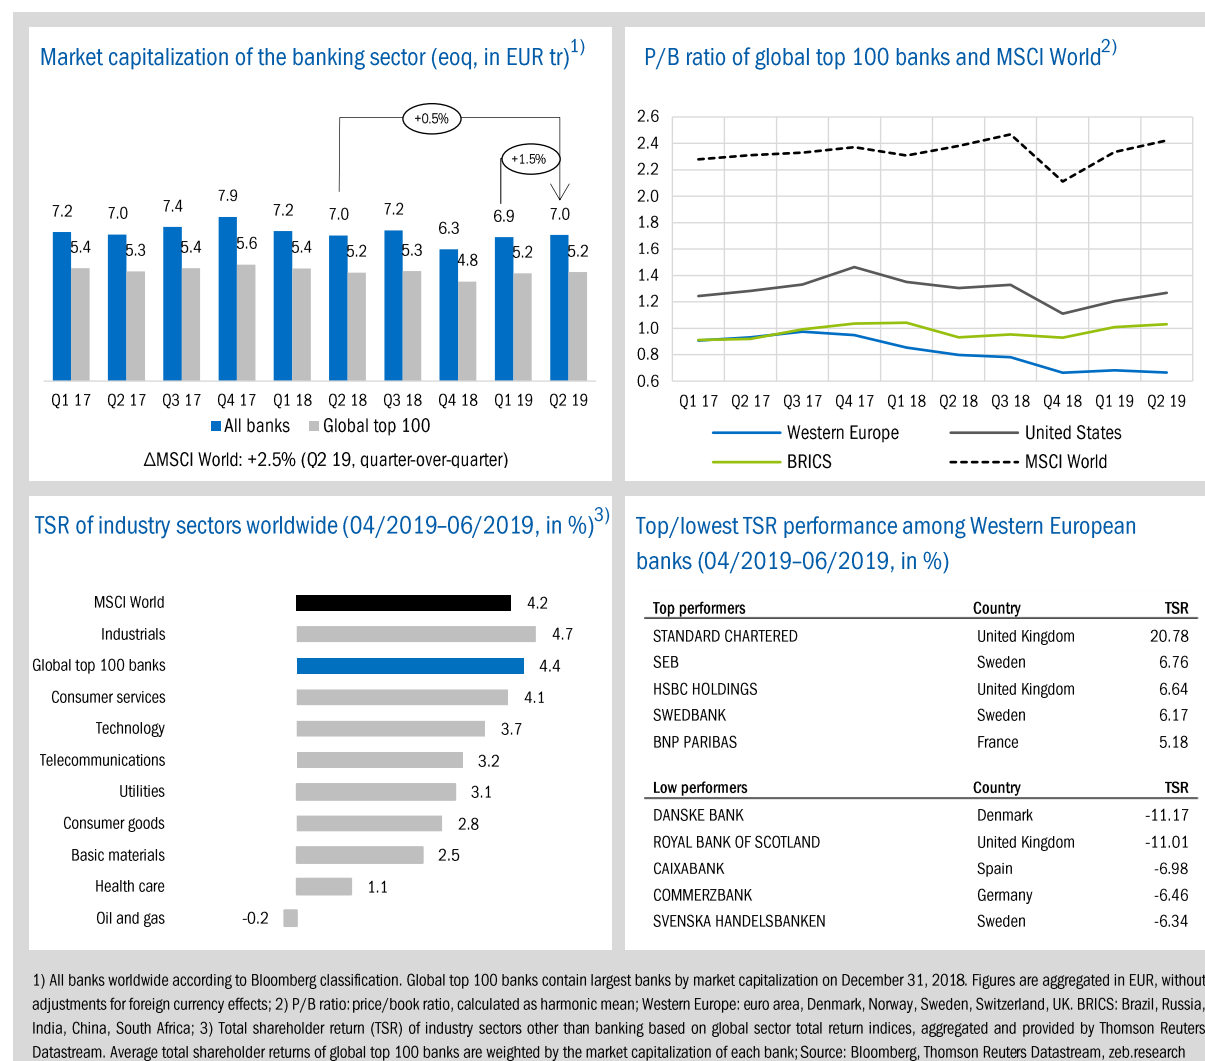 Market capitalization of the banking sector (eoq, in EUR tr)1)
+0.5%
+1.5%
7.2 7.0 7.4 7.9 7.2 7.0 7.2 6.3 6.9 7.0
5.4 5.3 5.4 5.6 5.4 5.2 5.3 4.8 5.2 5.2
Q1 17 Q2 17 Q3 17 Q4 17 Q1 18 Q2 18 Q3 18 Q4 18 Q1 19 Q2 19
All banks Global top 100
ΔMSCI World: +2.5% (Q2 19, quarter-over-quarter)
P/B ratio of global top 100 banks and MSCI World2)
2.6
2.4
2.2
2.0
1.8
1.6
1.4
1.2
1.0
0.8
0.6
Q1 17 Q2 17 Q3 17 Q4 17 Q1 18 Q2 18 Q3 18 Q4 18 Q1 19 Q2 19
Western Europe United States
BRICS MSCI World
TSR of industry sectors worldwide (04/2019–06/2019, in %)3)
MSCI World 4.2
Industrials 4.7
Global top 100 banks 4.4
Consumer services 4.1
Technology 3.7
Telecommunications 3.2
Utilities 3.1
Consumer goods 2.8
Basic materials 2.5
Health care 1.1
Oil and gas -0.2
Top/lowest TSR performance among Western European
banks (04/2019–06/2019, in %)
Top performers Country TSR
STANDARD CHARTERED United Kingdom 20.78
SEB Sweden 6.76
HSBC HOLDINGS United Kingdom 6.64
SWEDBANK Sweden 6.17
BNP PARIBAS France 5.18
Low performers Country TSR
DANSKE BANK Denmark -11.17
ROYAL BANK OF SCOTLAND United Kingdom -11.01
CAIXABANK Spain -6.98
COMMERZBANK Germany -6.46
SVENSKA HANDELSBANKEN Sweden -6.34
1) All banks worldwide according to Bloomberg classification. Global top 100 banks contain largest banks by market capitalization on December 31, 2018. Figures are aggregated in EUR, without
adjustments for foreign currency effects; 2) P/B ratio: price/book ratio, calculated as harmonic mean; Western Europe: euro area, Denmark, Norway, Sweden, Switzerland, UK. BRICS: Brazil, Russia,
India, China, South Africa; 3) Total shareholder return (TSR) of industry sectors other than banking based on global sector total return indices, aggregated and provided by Thomson Reuters
Datastream. Average total shareholder returns of global top 100 banks are weighted by the market capitalization of each bank; Source: Bloomberg, Thomson Reuters Datastream, zeb.research